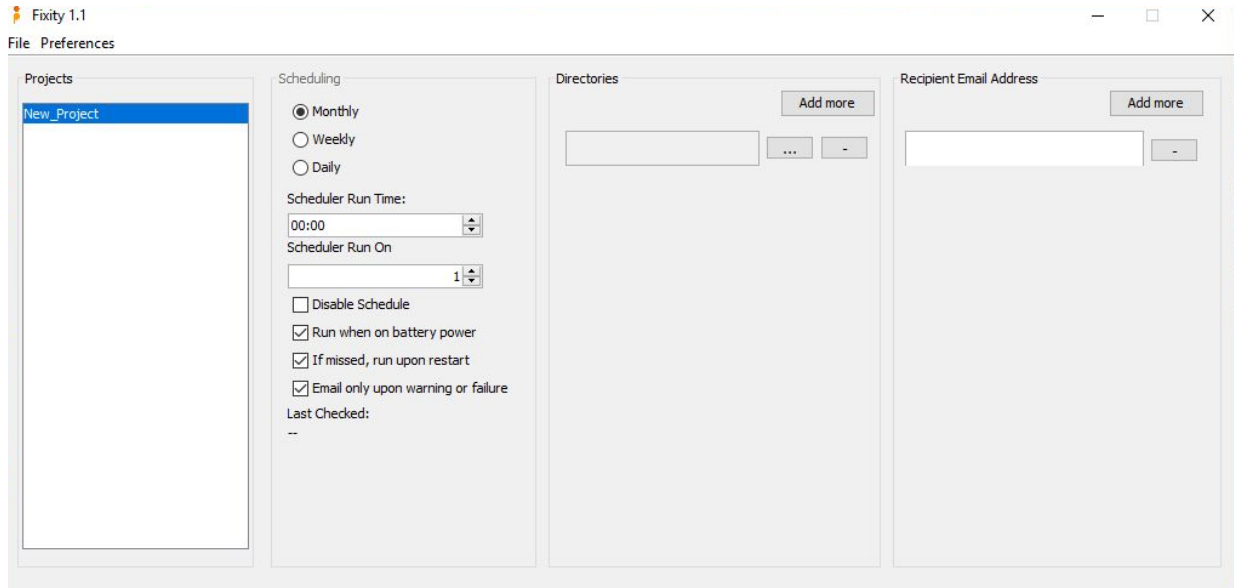 Fixity 1.1
File Preferences
Projects
New_Project
Scheduling
Monthly
Weekly
Daily
Scheduler Run Time:
00:00
Scheduler Run On
1
Disable Schedule
Run when on battery power
If missed, run upon restart
Email only upon warning or failure
Last Checked:
--
Directories
Add more
... -
Recipient Email Address
Add more
-